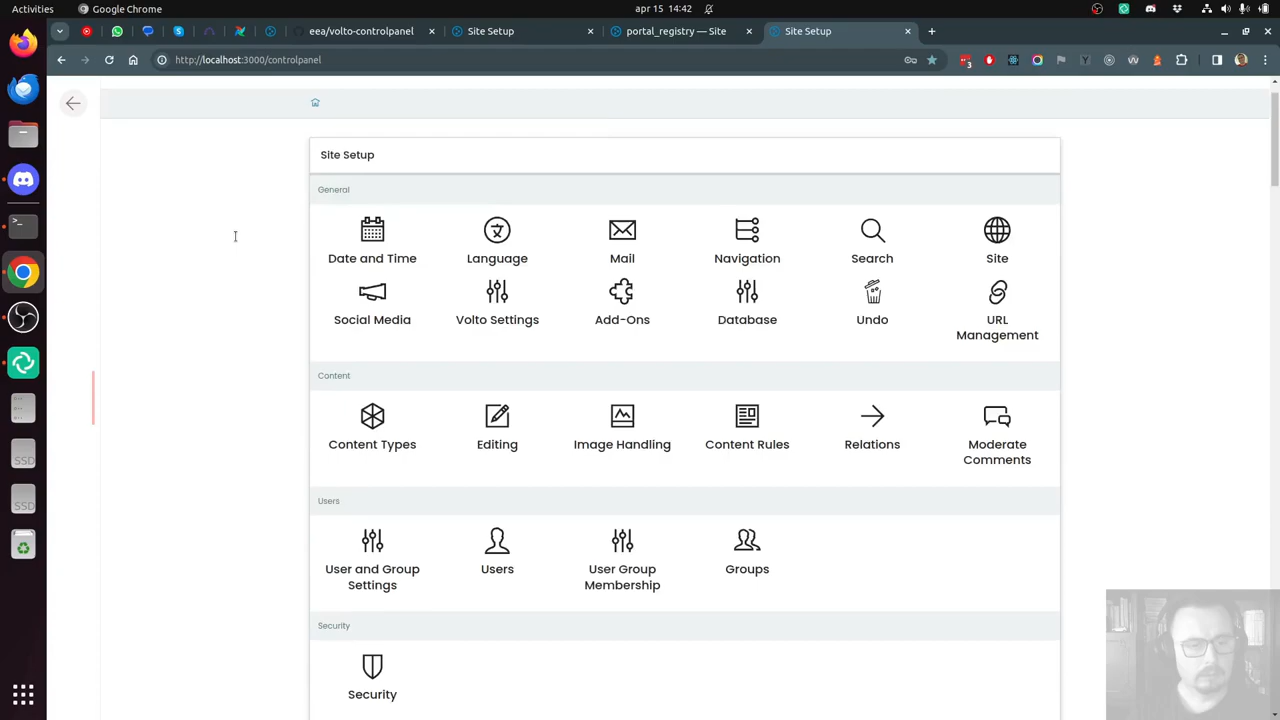 Activities
Google Chrome
apr 15 14:42
eea/volto-controlpanel
Site Setup
portal_registry — Site
Site Setup
http://localhost:3000/controlpanel
3
Site Setup
General
Date and Time
Language
Mail
Navigation
Search
Site
Social Media
Volto Settings
Add-Ons
Database
Undo
URL
Management
Content
Content Types
Editing
Image Handling
Content Rules
Relations
Moderate
Comments
Users
User and Group
Settings
Users
User Group
Membership
Groups
Security
Security
SSD
SSD